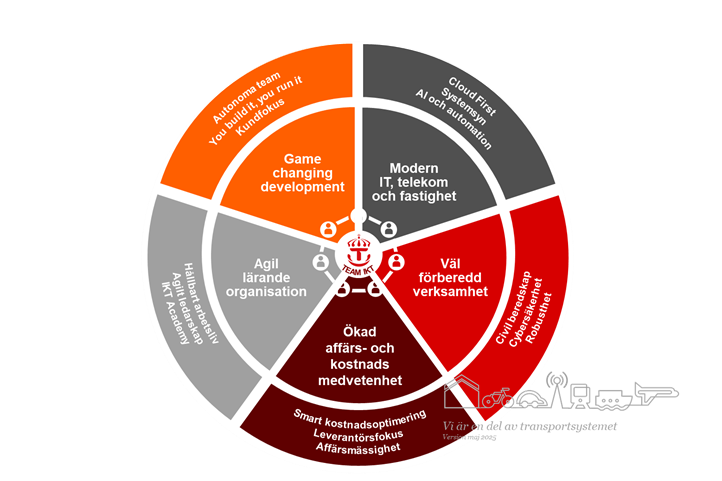 Autonoma team
You build it, you run it
Kundfokus
Cloud First
Systemsyn
AI och automation
Game
changing
development
Modern
IT, telekom
och fastighet
Hållbart arbetsliv
Agilt ledarskap
IKT Academy
Agil
lärande
organisation
TEAM IKT
Väl
förberedd
verksamhet
Civil beredskap
Cybersäkerhet
Robusthet
Ökad
affärs- och
kostnads
medvetenhet
Smart kostnadsoptimering
Leverantörsfokus
Affärsmässighet
Vi är en del av transportsystemet
Version maj 2025